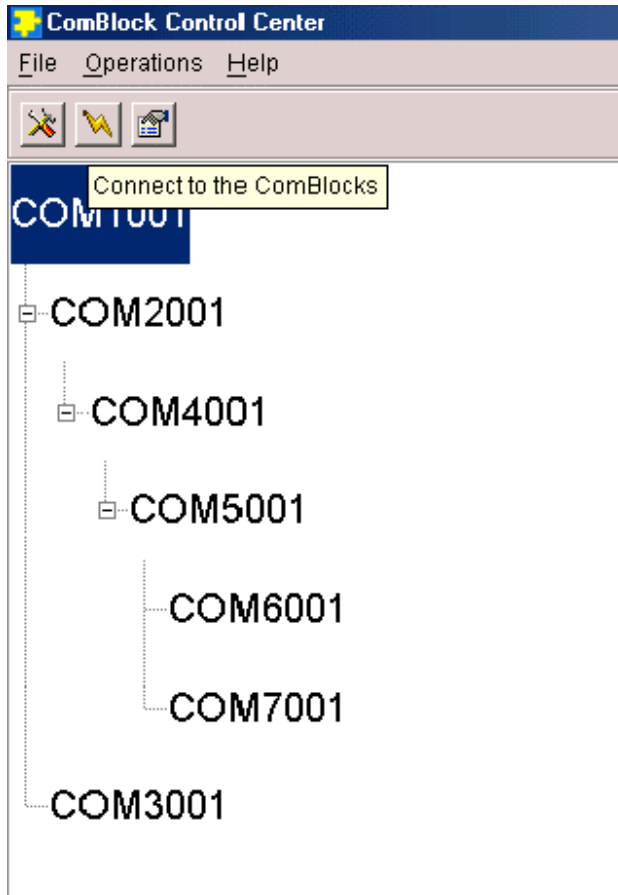 ComBlock Control Center
File Operations Help
Connect to the ComBlocks
COM1001
COM2001
COM4001
COM5001
COM6001
COM7001
COM3001